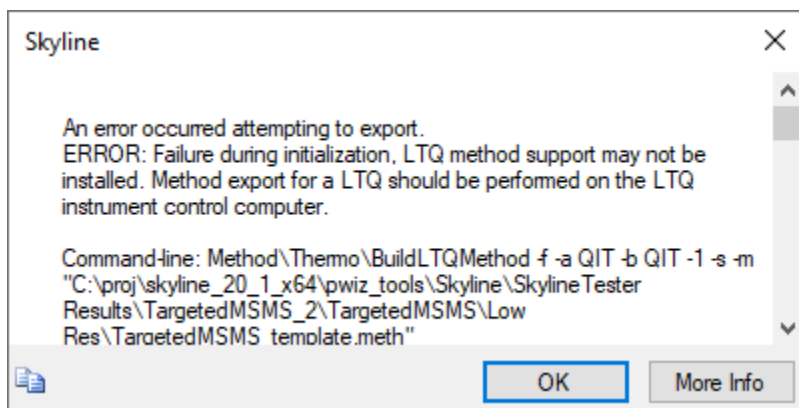 Skyline
An error occurred attempting to export.
ERROR: Failure during initialization, LTQ method support may not be
installed. Method export for a LTQ should be performed on the LTQ
instrument control computer.
Command-line: Method\Thermo\BuildLTQMethod -f -a QIT -b QIT -1 -s -m
"C:\proj\skyline_20_1_x64\pwiz_tools\Skyline\SkylineTester
Results\TargetedMSMS_2\TargetedMSMS\Low
Res\TargetedMSMS_template.meth"
OK
More Info